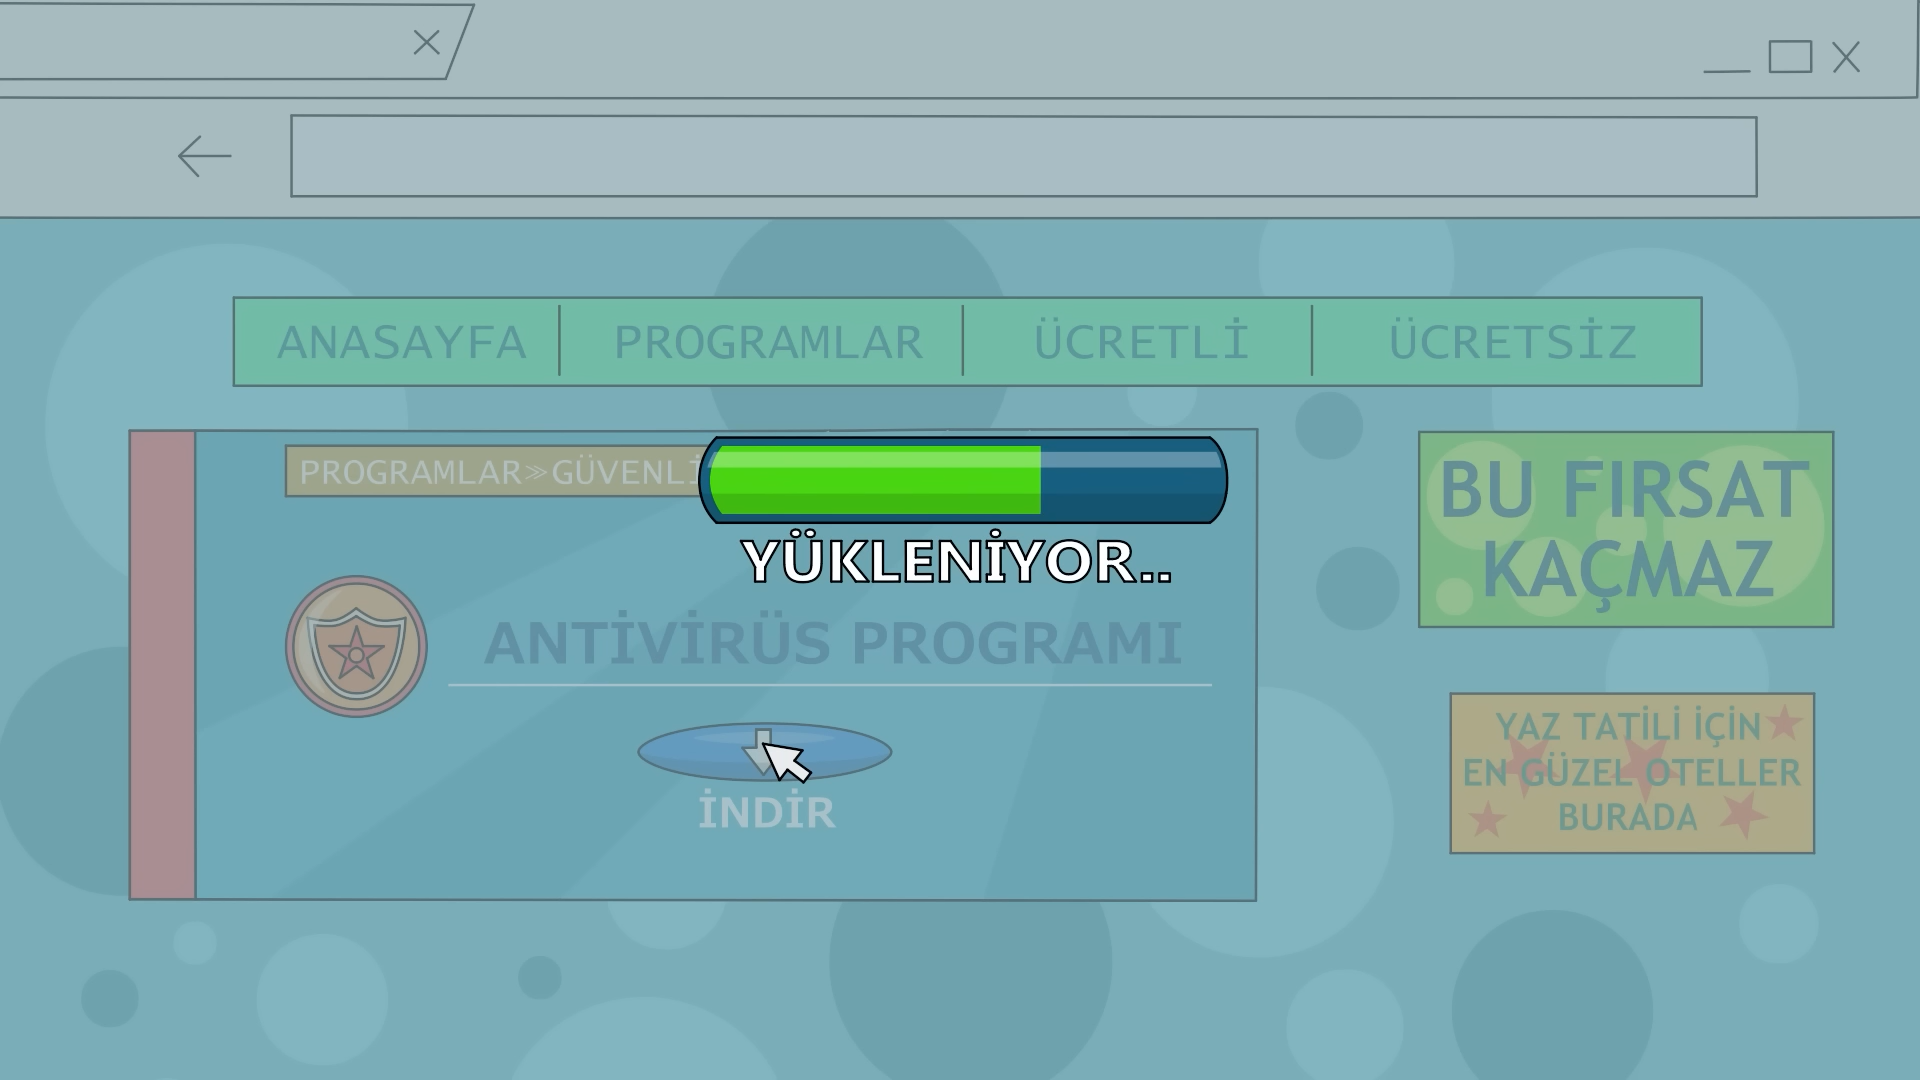 ANASAYFA
PROGRAMLAR
ÜCRETLİ
ÜCRETSİZ
PROGRAMLAR»GÜVENLİ
YÜKLENİYOR..
ANTİVİRÜS PROGRAMI
İNDİR
BU FIRSAT
KAÇMAZ
YAZ TATİLİ İÇİN
EN GÜZEL OTELLER
BURADA